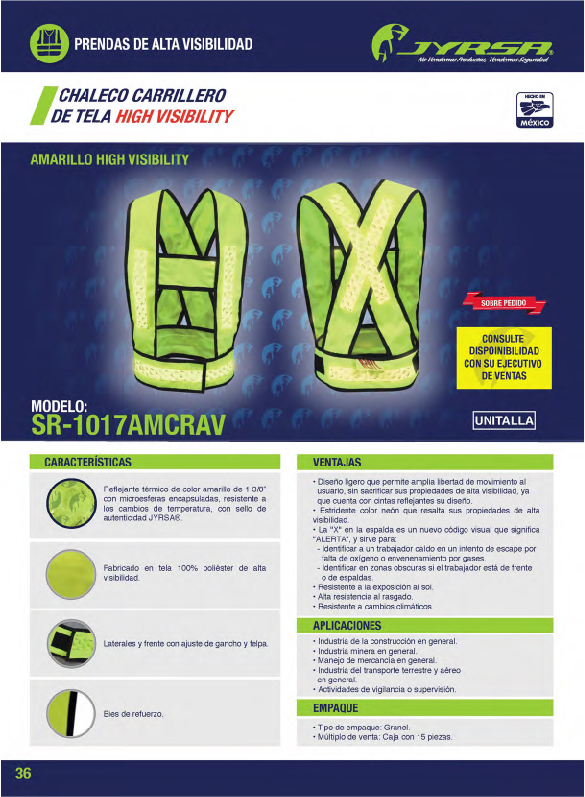 PRENDAS DE ALTA VISIBILIDAD
JYRSA®
No Vendemos Productos, Vendemos Seguridad
CHALECO CARRILLERO
DE TELA HIGH VISIBILITY
HECHO EN
MÉXICO
AMARILLO HIGH VISIBILITY
SOBRE PEDIDO
CONSULTE
DISPOINIBILIDAD
CON SU EJECUTIVO
DE VENTAS
MODELO:
SR-1017AMCRAV
UNITALLA
CARACTERÍSTICAS
Reflejante térmico de color amarillo de 1 3/8"
con microesferas encapsuladas, resistente a
los cambios de temperatura, con sello de
autenticidad JYRSA®.
Fabricado en tela 100% poliéster de alta
visibilidad.
Laterales y frente con ajuste de gancho y felpa.
Bies de refuerzo.
VENTAJAS
• Diseño ligero que permite amplia libertad de movimiento al
usuario, sin sacrificar sus propiedades de alta visibilidad, ya
que cuenta con cintas reflejantes su diseño.
• Estridente color neón que resalta sus propiedades de alta
visibilidad.
• La "X" en la espalda es un nuevo código visual que significa
"ALERTA", y sirve para:
- Identificar a un trabajador caído en un intento de escape por
falta de oxígeno o envenenamiento por gases.
- Identificar en zonas obscuras si el trabajador está de frente
o de espaldas.
• Resistente a la exposición al sol.
• Alta resistencia al rasgado.
• Resistente a cambios climáticos.
APLICACIONES
• Industria de la construcción en general.
• Industria minera en general.
• Manejo de mercancía en general.
• Industria del transporte terrestre y aéreo
en general.
• Actividades de vigilancia o supervisión.
EMPAQUE
• Tipo de empaque: Granel.
• Múltiplo de venta: Caja con 15 piezas.
36